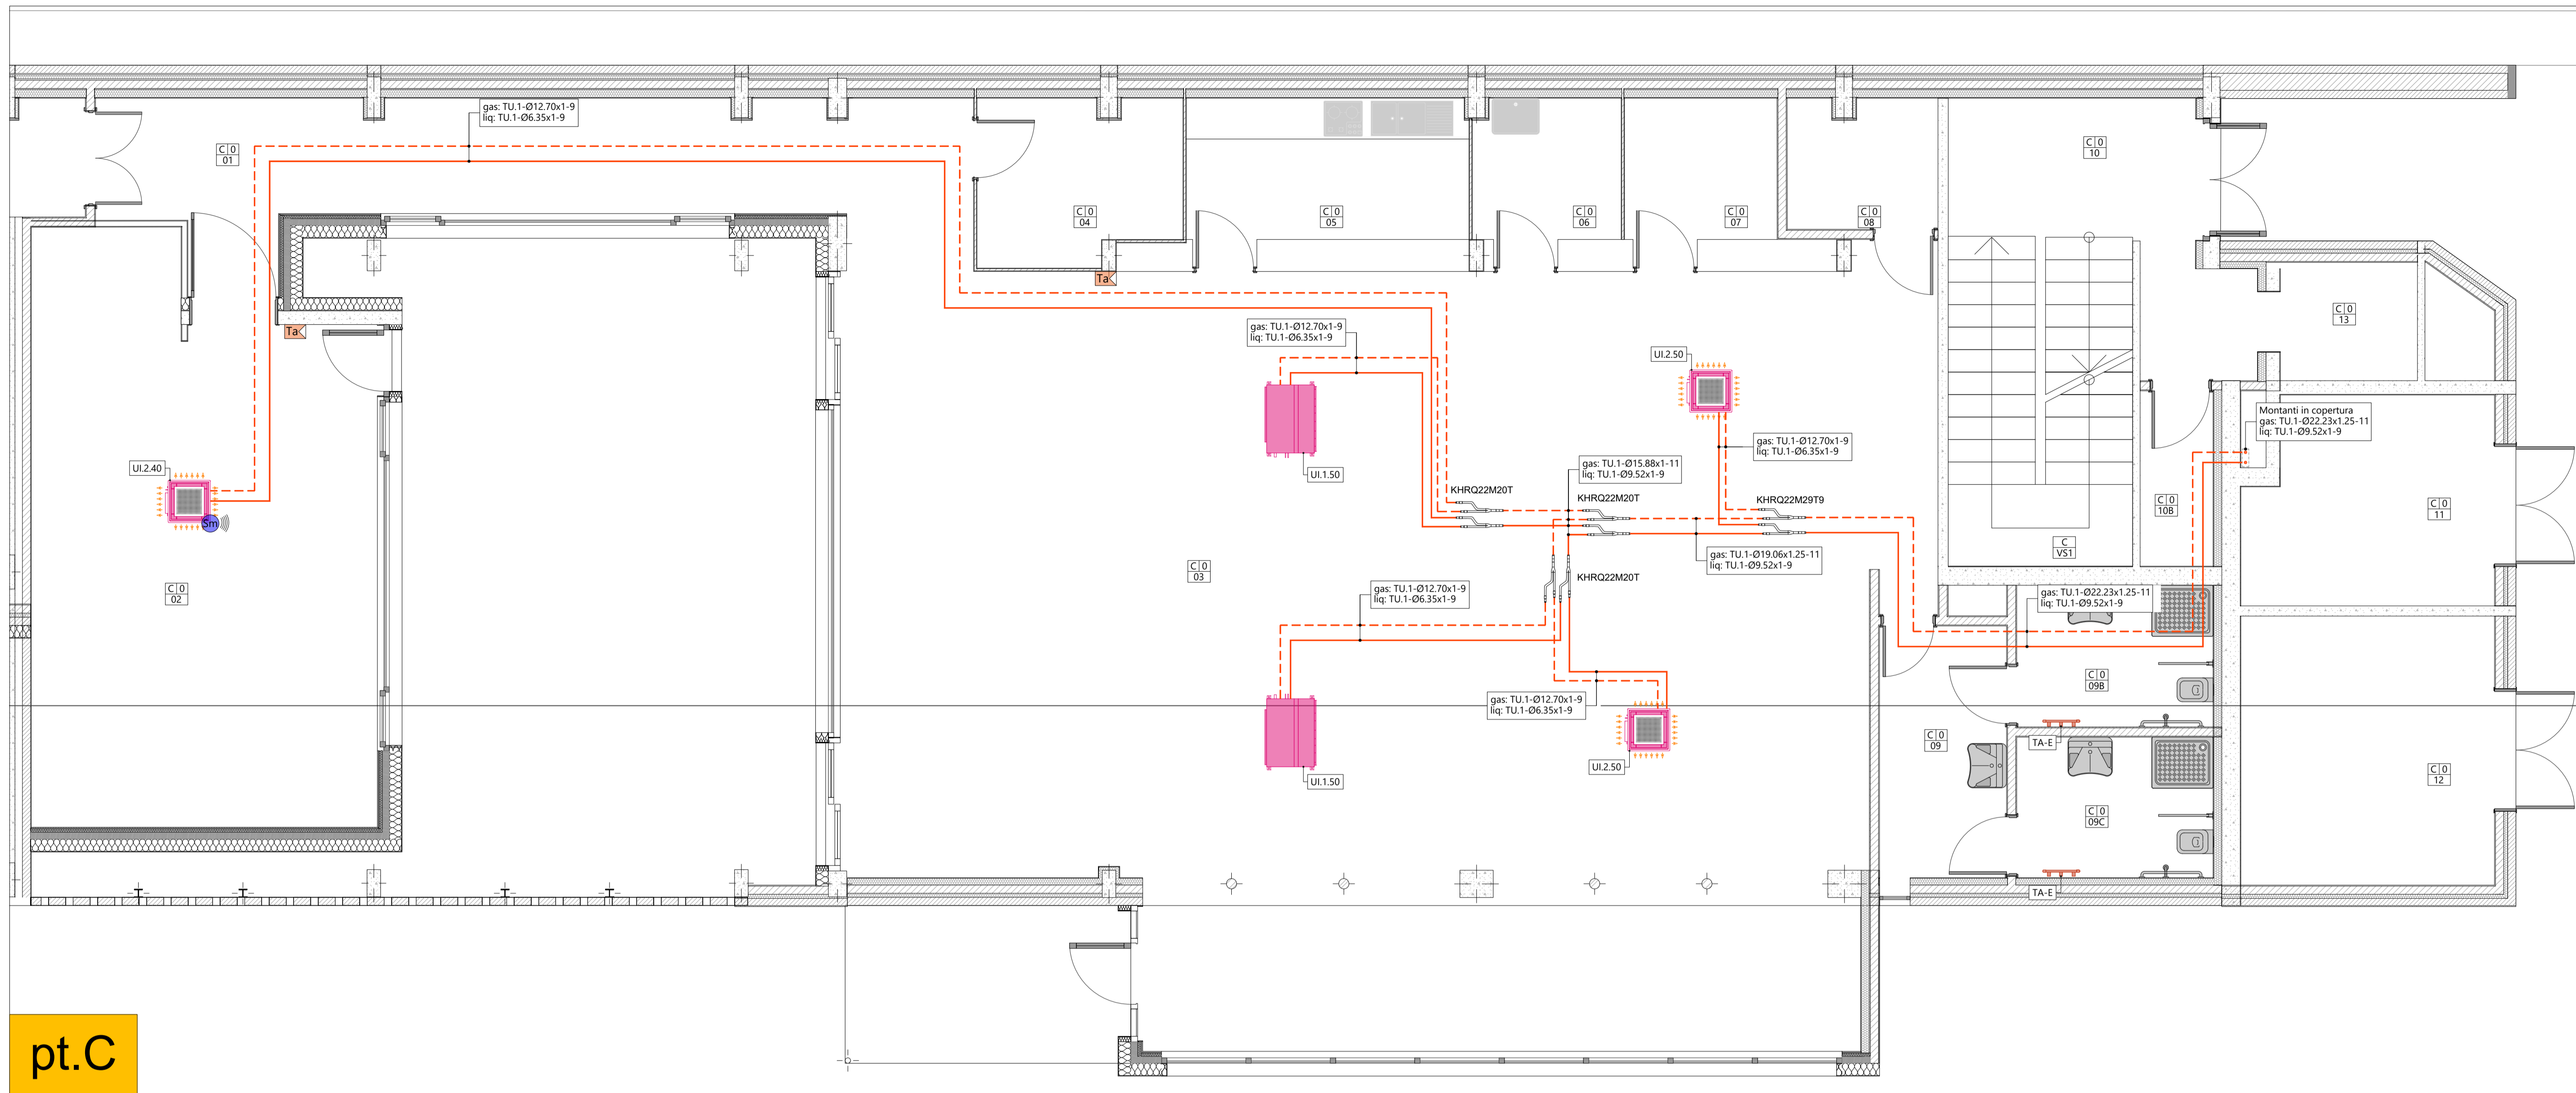 gas: TU.1-Ø12.70x1-9
liq: TU.1-Ø6.35x1-9
C 0
01
C 0
10
C 0
04
C 0
05
C 0
06
C 0
07
C 0
08
Ta
Ta
C 0
13
gas: TU.1-Ø12.70x1-9
liq: TU.1-Ø6.35x1-9
UI.2.50
Montanti in copertura
gas: TU.1-Ø22.23x1.25-11
liq: TU.1-Ø9.52x1-9
gas: TU.1-Ø12.70x1-9
liq: TU.1-Ø6.35x1-9
UI.2.40
UI.1.50
gas: TU.1-Ø15.88x1-11
liq: TU.1-Ø9.52x1-9
KHRQ22M20T
KHRQ22M20T
KHRQ22M29T9
C 0
10B
C 0
11
Sm
C
VS1
gas: TU.1-Ø19.06x1.25-11
liq: TU.1-Ø9.52x1-9
C 0
03
KHRQ22M20T
C 0
02
gas: TU.1-Ø12.70x1-9
liq: TU.1-Ø6.35x1-9
gas: TU.1-Ø22.23x1.25-11
liq: TU.1-Ø9.52x1-9
C 0
09B
gas: TU.1-Ø12.70x1-9
liq: TU.1-Ø6.35x1-9
C 0
09
TA-E
UI.2.50
UI.1.50
C 0
12
C 0
09C
TA-E
pt.C